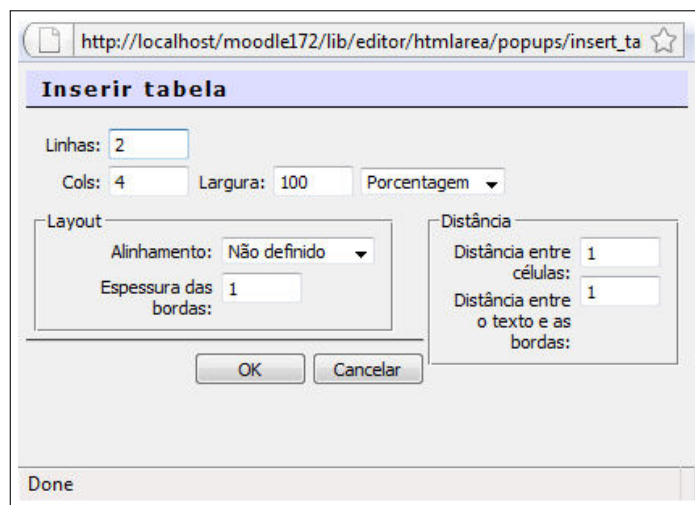 http://localhost/moodle172/lib/editor/htmlarea/popups/insert_ta
Inserir tabela
Linhas: 2
Cols: 4 Largura: 100 Porcentagem
Layout
Alinhamento: Não definido
Espessura das
bordas: 1
Distância
Distância entre
células: 1
Distância entre
o texto e as
bordas: 1
OK Cancelar
Done